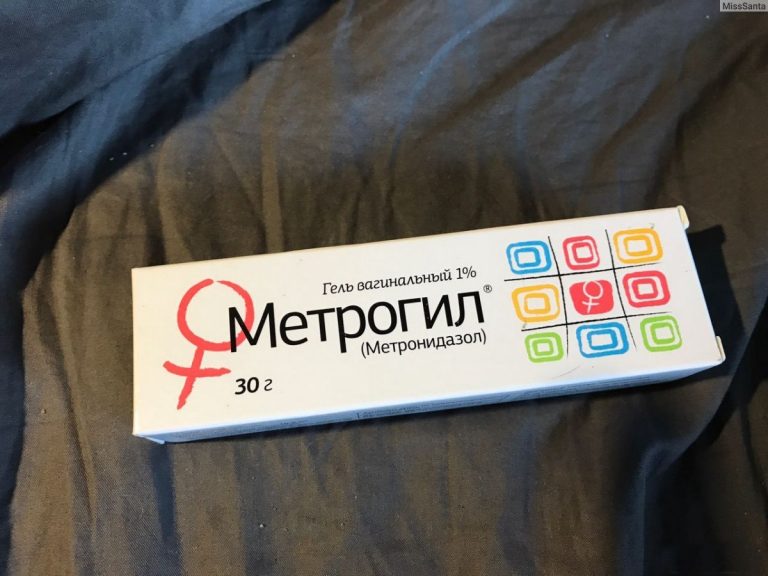 MissSanta
Гель вагинальный 1%
Метрогил®
(Метронидазол)
30 г